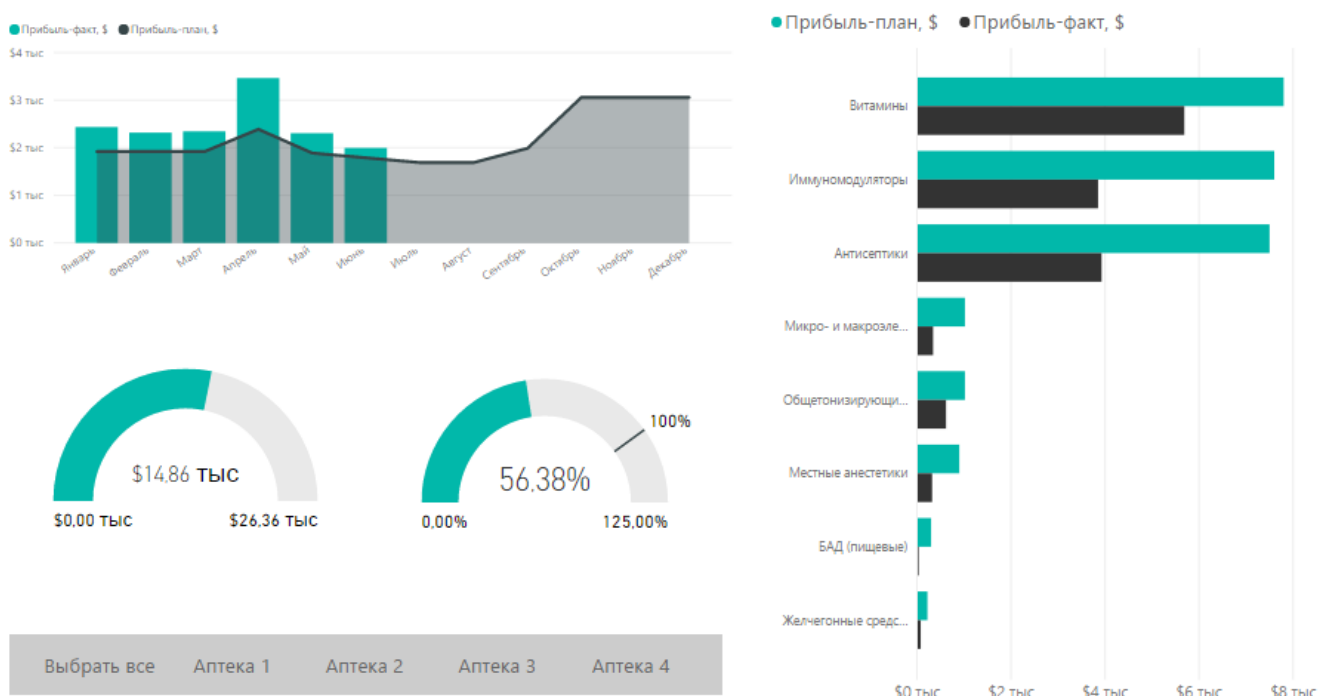 Прибыль-факт, $ Прибыль-план, $
$4 тыс
$3 тыс
$2 тыс
$1 тыс
$0 тыс
Январь Февраль Март Апрель Май Июнь Июль Август Сентябрь Октябрь Ноябрь Декабрь
$14,86 тыс
$0,00 тыс $26,36 тыс
100%
56,38%
0,00% 125,00%
Выбрать все Аптека 1 Аптека 2 Аптека 3 Аптека 4
Прибыль-план, $ Прибыль-факт, $
Витамины
Иммуномодуляторы
Антисептики
Микро- и макроэле...
Общетонизирующи...
Местные анестетики
БАД (пищевые)
Желчегонные средс...
$0 тыс $2 тыс $4 тыс $6 тыс $8 тыс